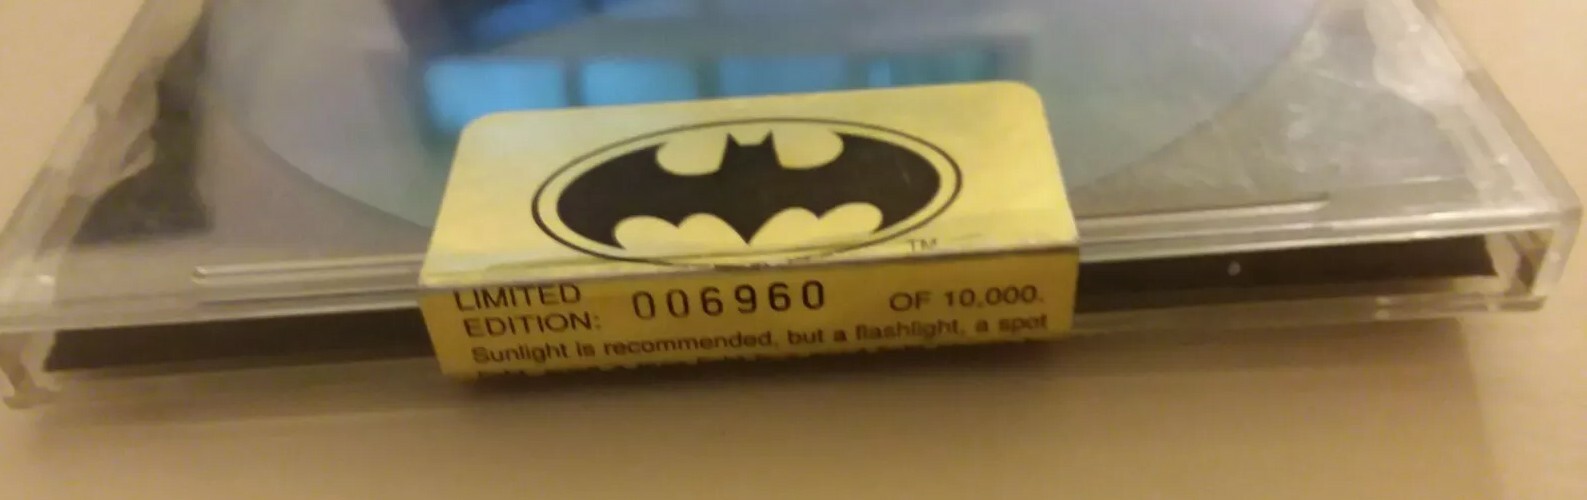 TM
LIMITED
EDITION: 006960 OF 10,000.
Sunlight is recommended, but a flashlight, a spot